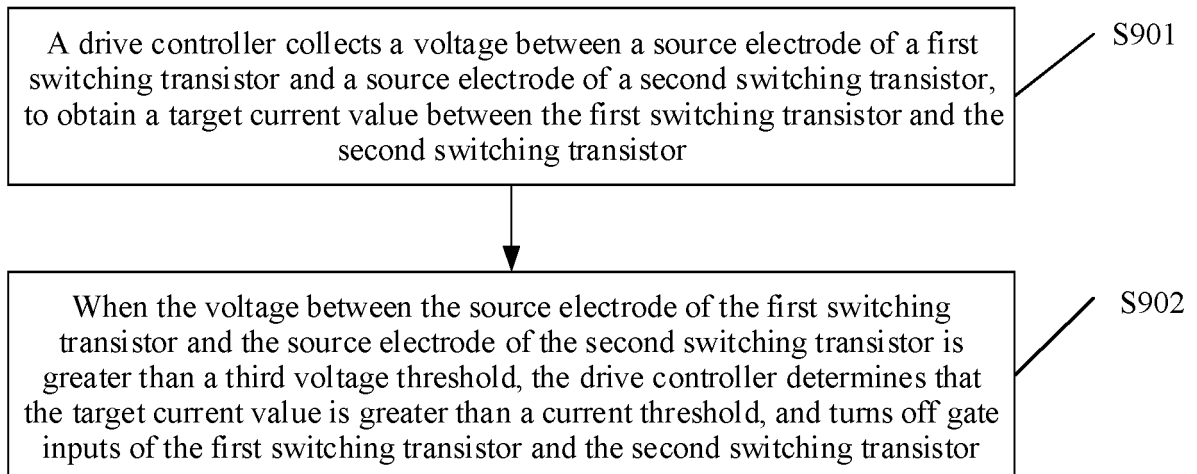 A drive controller collects a voltage between a source electrode of a first
switching transistor and a source electrode of a second switching transistor,
to obtain a target current value between the first switching transistor and the
second switching transistor
S901
When the voltage between the source electrode of the first switching
transistor and the source electrode of the second switching transistor is
greater than a third voltage threshold, the drive controller determines that
the target current value is greater than a current threshold, and turns off gate
inputs of the first switching transistor and the second switching transistor
S902